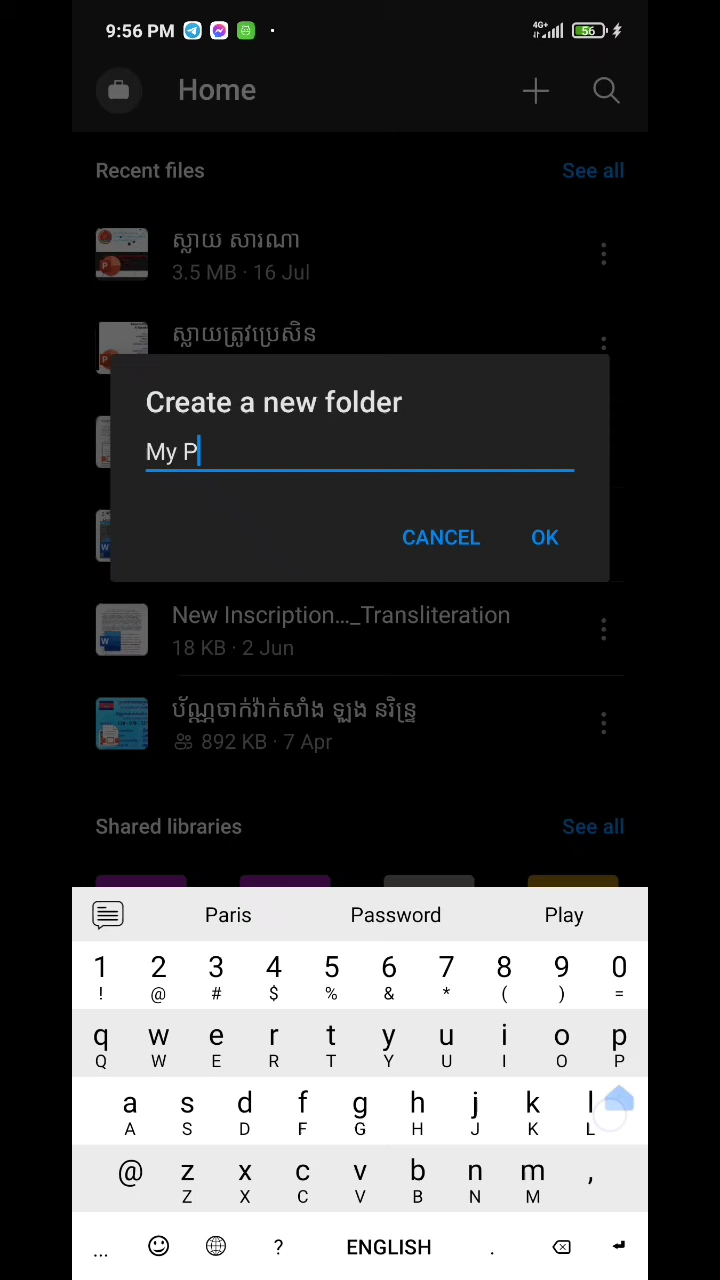 9:56 PM
4G+
56
Home
Recent files
See all
ស្លាយ សារណា
3.5 MB · 16 Jul
ស្លាយត្រូវប្រេសិន
Create a new folder
My P
CANCEL
OK
New Inscription..._Transliteration
18 KB · 2 Jun
ប័ណ្ណចាក់វ៉ាក់សាំង ឡុង នរិន្ទ្រ
892 KB · 7 Apr
Shared libraries
See all
Paris Password Play
1 2 3 4 5 6 7 8 9 0
! @ # $ % & * ( ) =
q w e r t y u i o p
Q W E R T Y U I O P
a s d f g h j k l
A S D F G H J K L
@ z x c v b n m ,
Z X C V B N M
... ? ENGLISH .